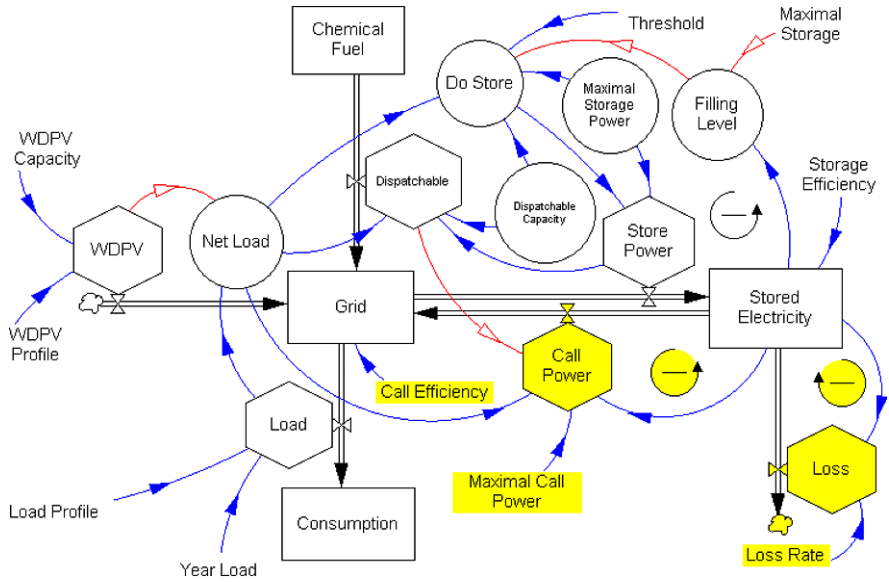 Chemical
Fuel
Threshold
Maximal
Storage
Do Store
Maximal
Storage
Power
Filling
Level
WDPV
Capacity
Dispatchable
Storage
Efficiency
Dispatchable
Capacity
WDPV
Net Load
Store
Power
Grid
Stored
Electricity
WDPV
Profile
Call
Power
Call Efficiency
Load
Loss
Maximal Call
Power
Load Profile
Consumption
Year Load
Loss Rate